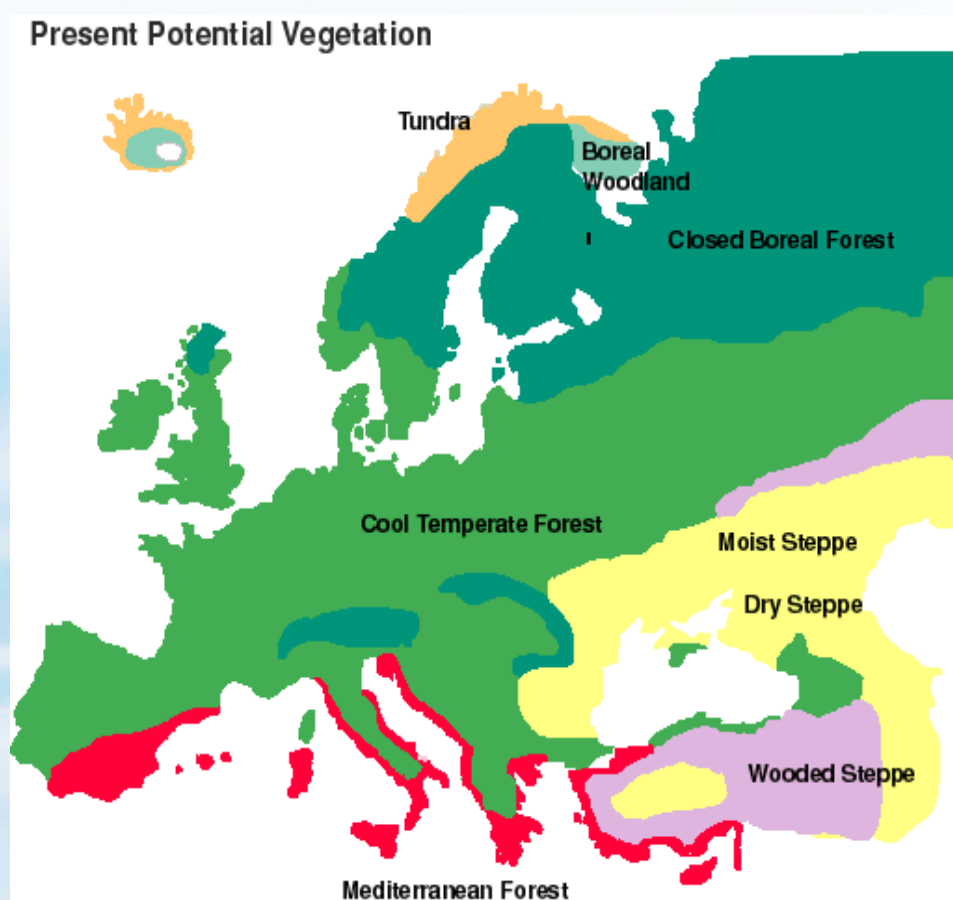 Present Potential Vegetation
Tundra
Boreal
Woodland
Closed Boreal Forest
Cool Temperate Forest
Moist Steppe
Dry Steppe
Wooded Steppe
Mediterranean Forest